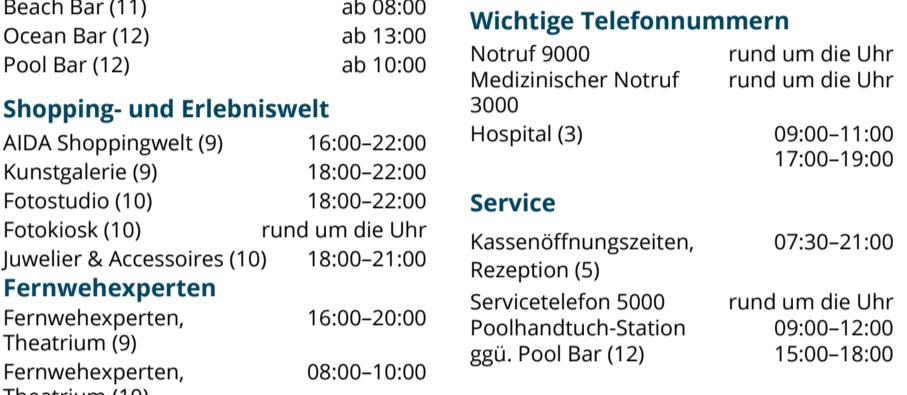 Beach Bar (11) ab 08:00
Ocean Bar (12) ab 13:00
Pool Bar (12) ab 10:00
Shopping- und Erlebniswelt
AIDA Shoppingwelt (9) 16:00–22:00
Kunstgalerie (9) 18:00–22:00
Fotostudio (10) 18:00–22:00
Fotokiosk (10) rund um die Uhr
Juwelier & Accessoires (10) 18:00–21:00
Fernwehexperten
Fernwehexperten, 16:00–20:00
Theatrium (9)
Fernwehexperten, 08:00–10:00
Theatrium (10)
Wichtige Telefonnummern
Notruf 9000 rund um die Uhr
Medizinischer Notruf rund um die Uhr
3000
Hospital (3) 09:00–11:00
17:00–19:00
Service
Kassenöffnungszeiten, 07:30–21:00
Rezeption (5)
Servicetelefon 5000 rund um die Uhr
Poolhandtuch-Station 09:00–12:00
ggü. Pool Bar (12) 15:00–18:00